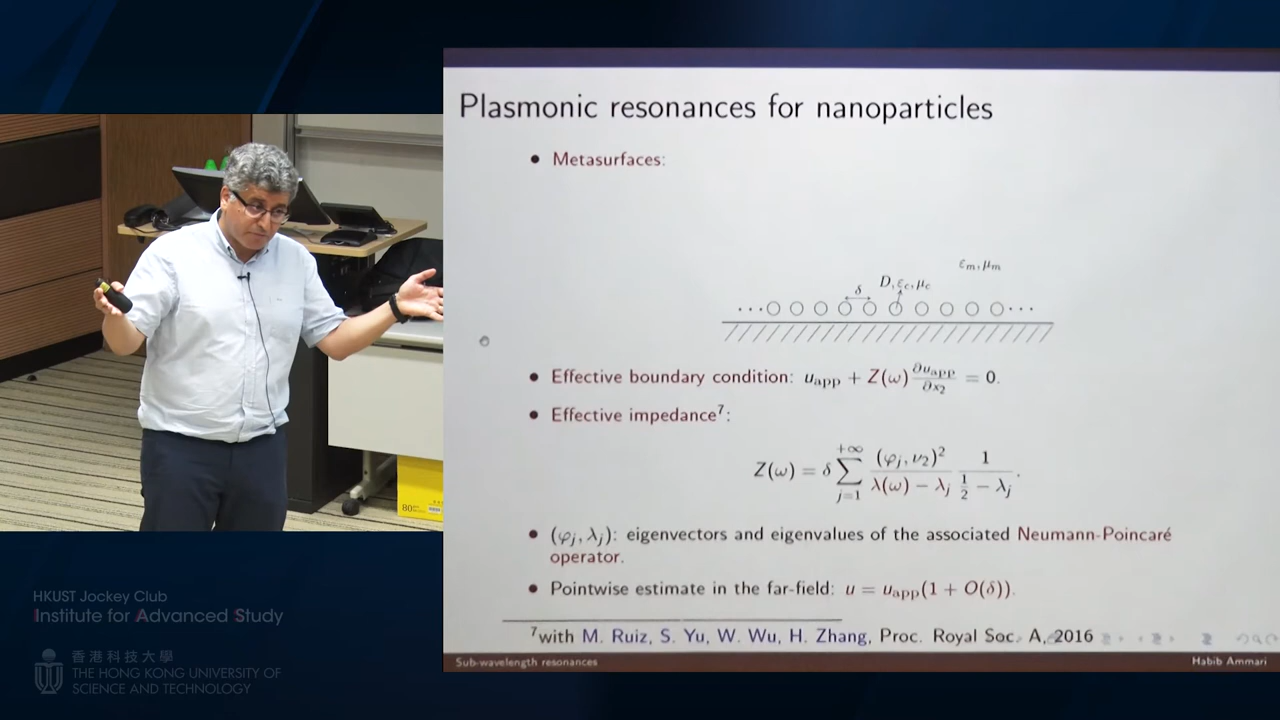 Plasmonic resonances for nanoparticles
• Metasurfaces:
ε_m, μ_m
D, ε_c, μ_c
δ
• Effective boundary condition: u_app + Z(ω) ∂u_app/∂x_2 = 0.
• Effective impedance⁷:
Z(ω) = δ ∑_{j=1}^{+∞} (φ_j, ν_2)² / (λ(ω) − λ_j) 1 / (1/2 − λ_j).
• (φ_j, λ_j): eigenvectors and eigenvalues of the associated Neumann-Poincaré
operator.
• Pointwise estimate in the far-field: u = u_app(1 + O(δ)).
⁷with M. Ruiz, S. Yu, W. Wu, H. Zhang, Proc. Royal Soc. A, 2016
Sub-wavelength resonances Habib Ammari
80
HKUST Jockey Club
Institute for Advanced Study
香港科技大學
THE HONG KONG UNIVERSITY OF
SCIENCE AND TECHNOLOGY